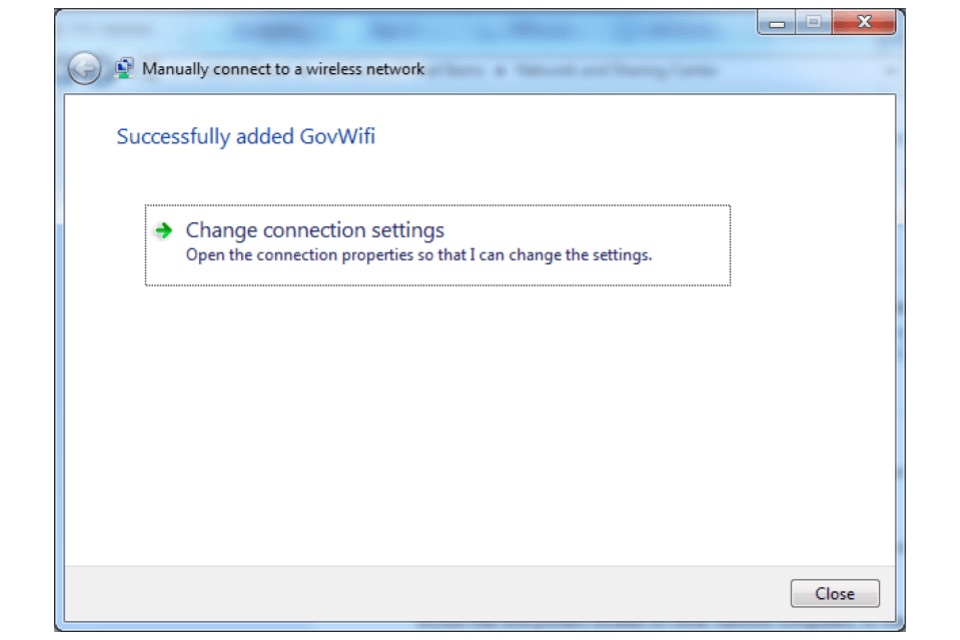 Manually connect to a wireless network
Successfully added GovWifi
Change connection settings
Open the connection properties so that I can change the settings.
Close